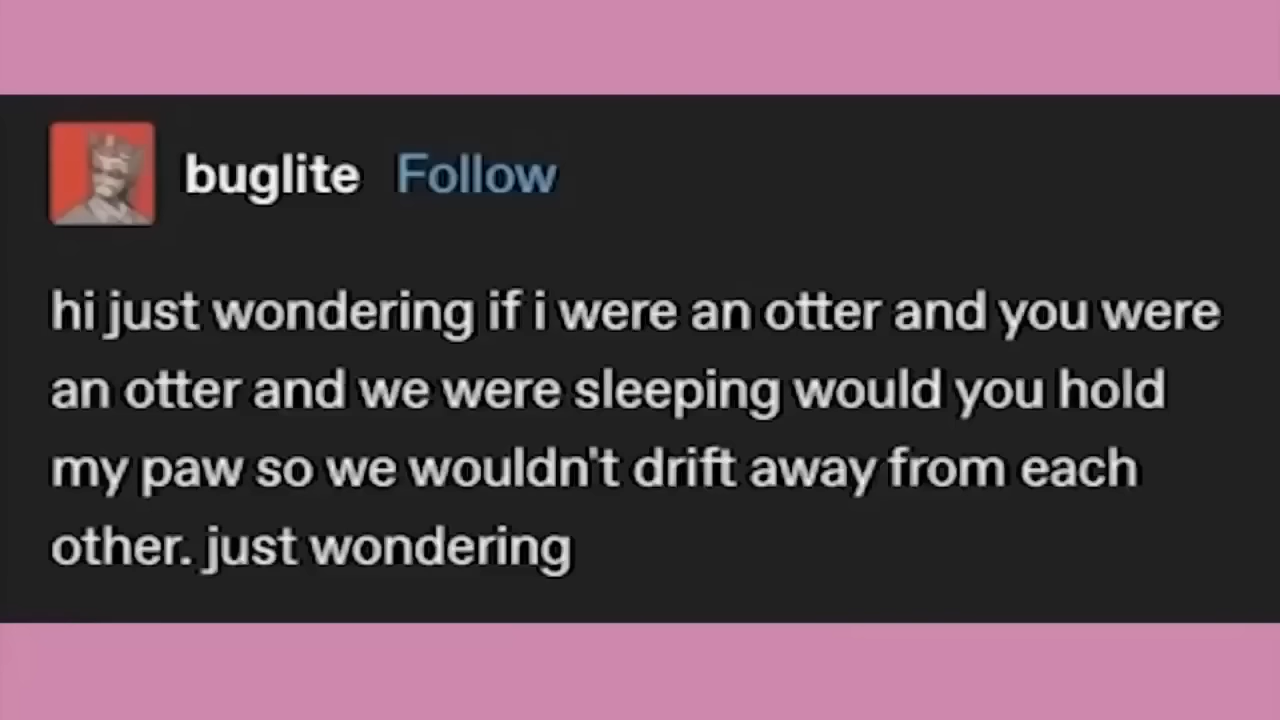 buglite Follow
hi just wondering if i were an otter and you were
an otter and we were sleeping would you hold
my paw so we wouldn't drift away from each
other. just wondering